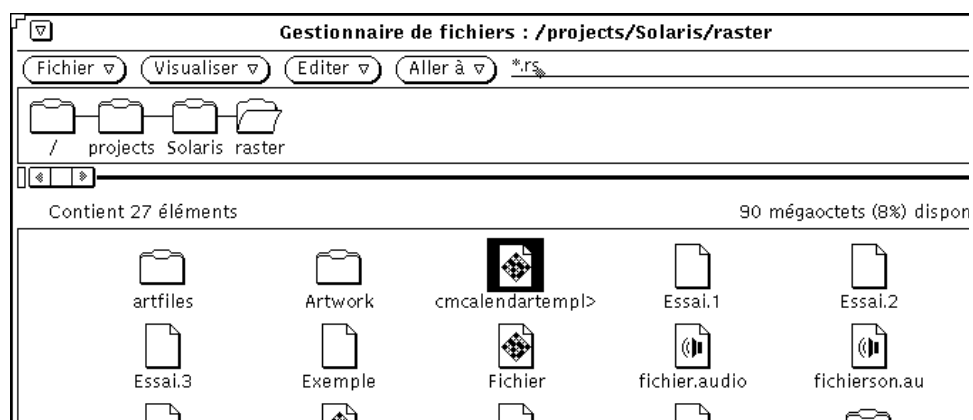 Gestionnaire de fichiers : /projects/Solaris/raster
Fichier Visualiser Editer Aller à *.rs
/ projects Solaris raster
Contient 27 éléments 90 mégaoctets (8%) dispon
artfiles Artwork cmcalendartempl> Essai.1 Essai.2
Essai.3 Exemple Fichier fichier.audio fichierson.au